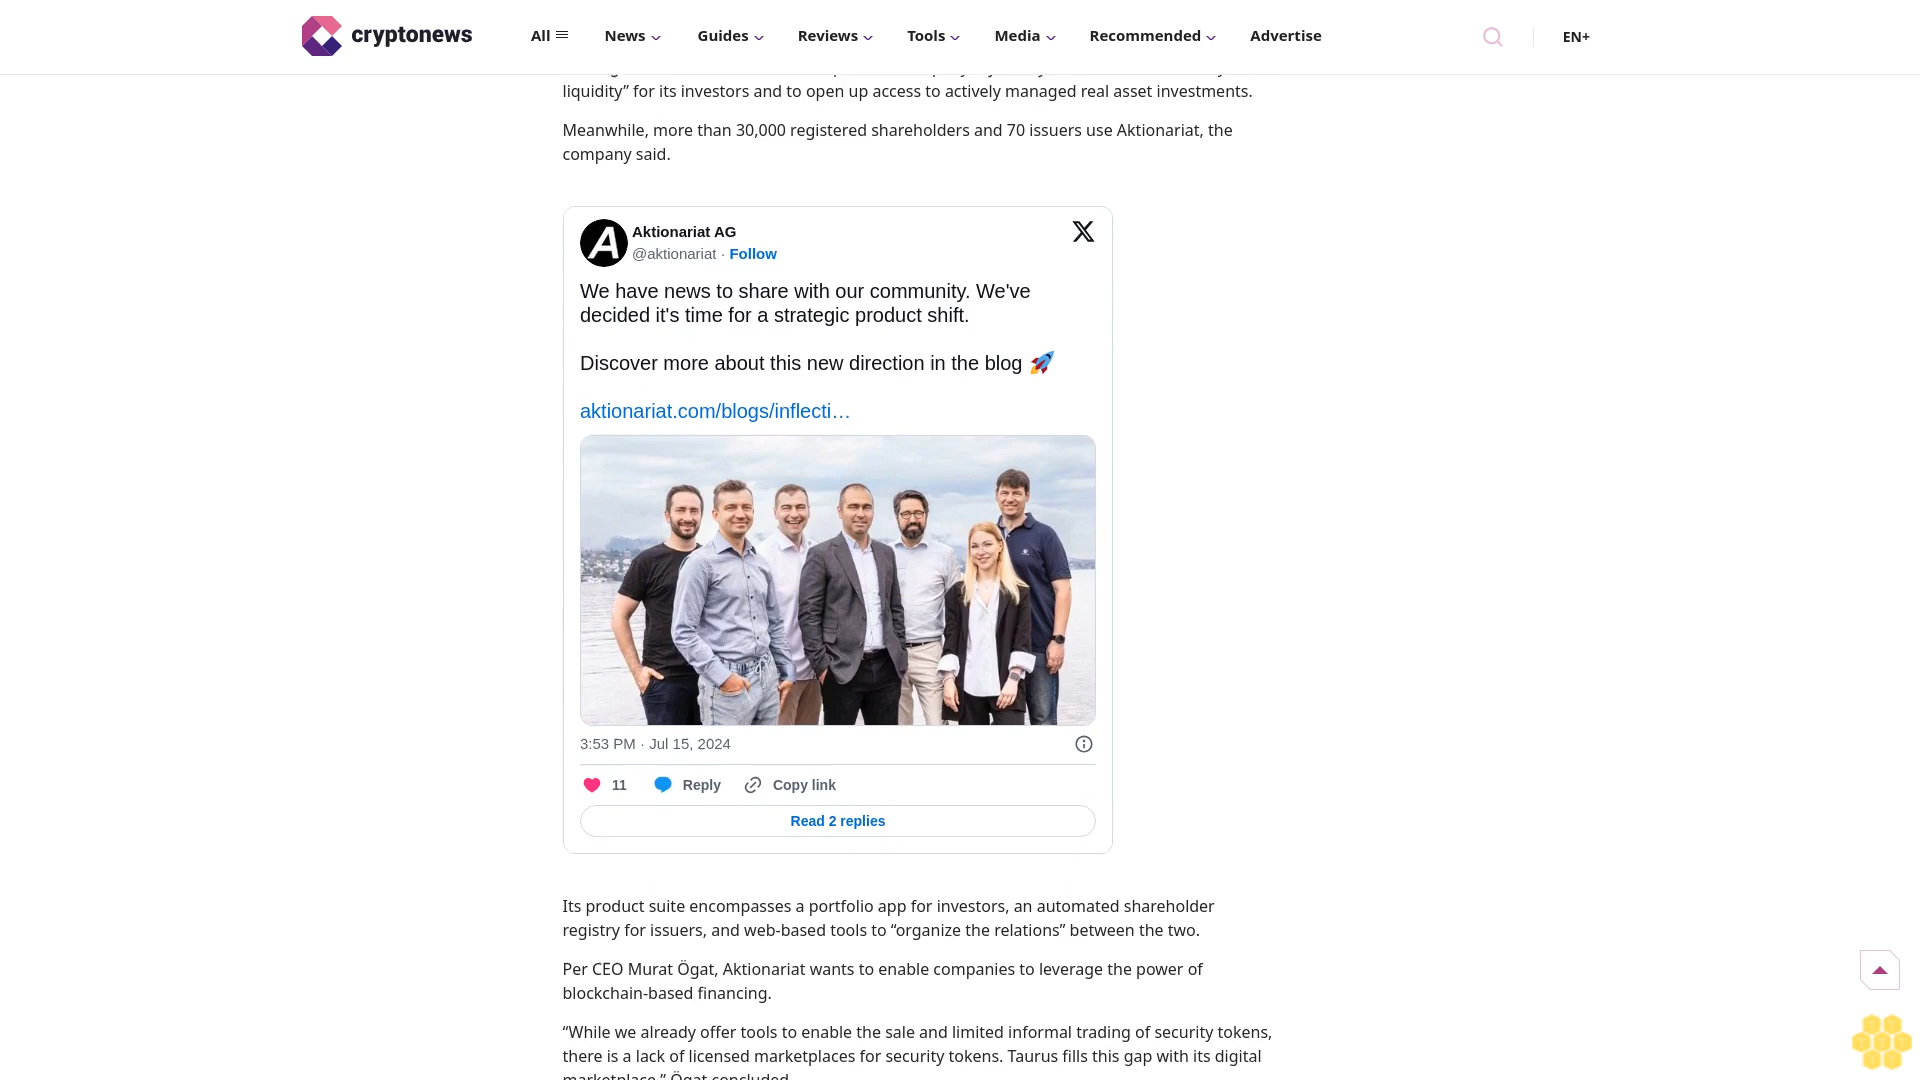 cryptonews
All
News
Guides
Reviews
Tools
Media
Recommended
Advertise
EN+
liquidity” for its investors and to open up access to actively managed real asset investments.
Meanwhile, more than 30,000 registered shareholders and 70 issuers use Aktionariat, the
company said.
Aktionariat AG
@aktionariat · Follow
We have news to share with our community. We've
decided it's time for a strategic product shift.
Discover more about this new direction in the blog 🚀
aktionariat.com/blogs/inflecti…
3:53 PM · Jul 15, 2024
11
Reply
Copy link
Read 2 replies
Its product suite encompasses a portfolio app for investors, an automated shareholder
registry for issuers, and web-based tools to “organize the relations” between the two.
Per CEO Murat Ögat, Aktionariat wants to enable companies to leverage the power of
blockchain-based financing.
“While we already offer tools to enable the sale and limited informal trading of security tokens,
there is a lack of licensed marketplaces for security tokens. Taurus fills this gap with its digital
marketplace,” Ögat concluded.